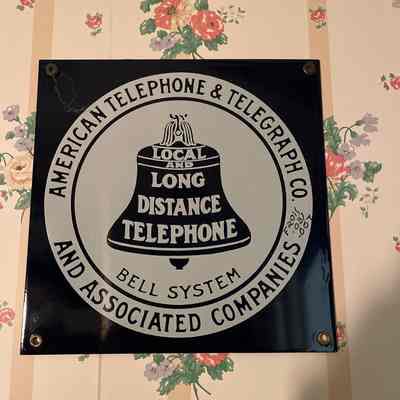 AMERICAN TELEPHONE & TELEGRAPH CO.
AND ASSOCIATED COMPANIES
LOCAL
AND
LONG
DISTANCE
TELEPHONE
BELL SYSTEM